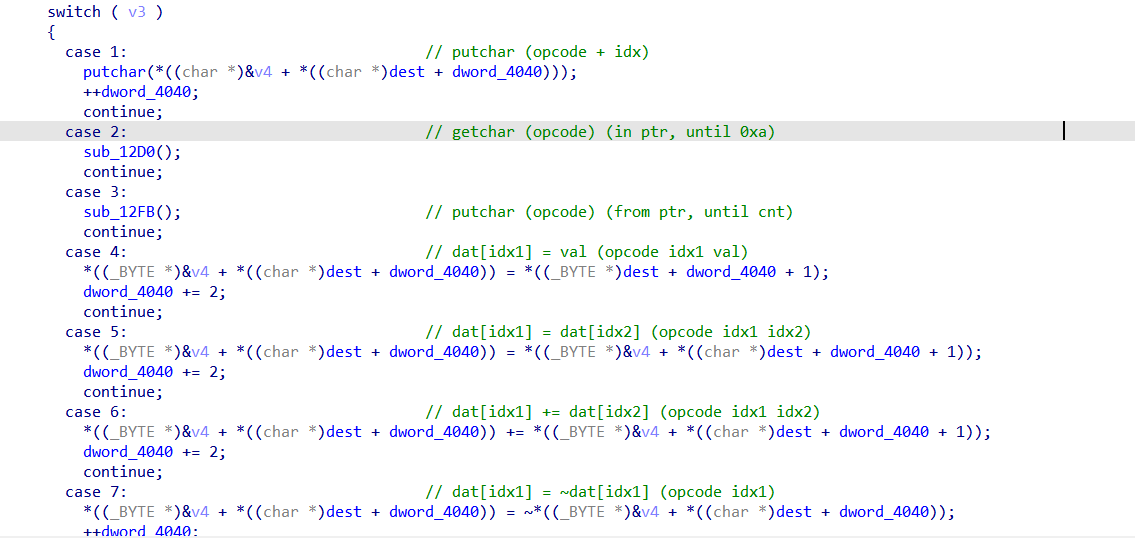 switch ( v3 )
{
case 1: // putchar (opcode + idx)
putchar(*((char *)&v4 + *((char *)dest + dword_4040)));
++dword_4040;
continue;
case 2: // getchar (opcode) (in ptr, until 0xa)
sub_12D0();
continue;
case 3:
sub_12FB(); // putchar (opcode) (from ptr, until cnt)
continue;
case 4: // dat[idx1] = val (opcode idx1 val)
*((_BYTE *)&v4 + *((char *)dest + dword_4040)) = *((_BYTE *)dest + dword_4040 + 1);
dword_4040 += 2;
continue;
case 5: // dat[idx1] = dat[idx2] (opcode idx1 idx2)
*((_BYTE *)&v4 + *((char *)dest + dword_4040)) = *((_BYTE *)&v4 + *((char *)dest + dword_4040 + 1));
dword_4040 += 2;
continue;
case 6: // dat[idx1] += dat[idx2] (opcode idx1 idx2)
*((_BYTE *)&v4 + *((char *)dest + dword_4040)) += *((_BYTE *)&v4 + *((char *)dest + dword_4040 + 1));
dword_4040 += 2;
continue;
case 7: // dat[idx1] = ~dat[idx1] (opcode idx1)
*((_BYTE *)&v4 + *((char *)dest + dword_4040)) = ~*((_BYTE *)&v4 + *((char *)dest + dword_4040));
++dword_4040;